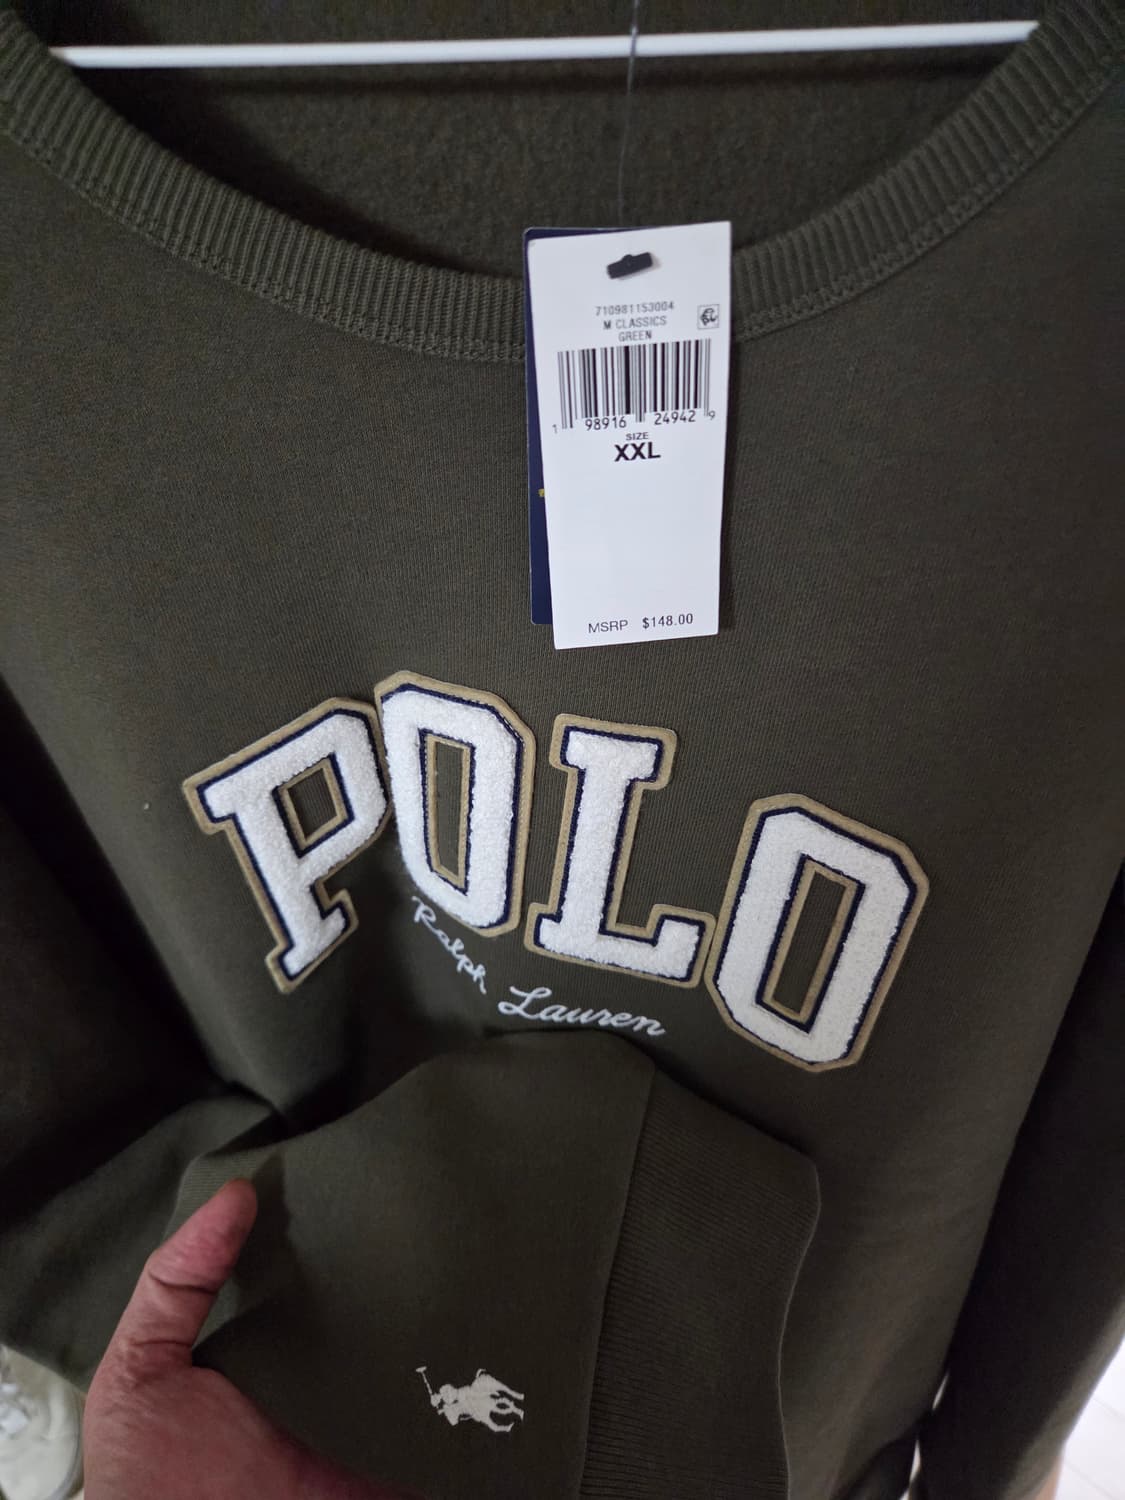 710981153004
M CLASSICS
GREEN
1 98916 24942 9
SIZE
XXL
MSRP $148.00
POLO
Ralph Lauren